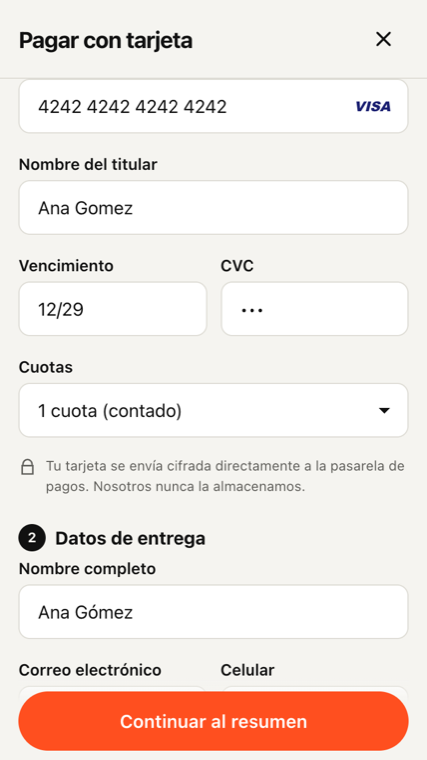 Pagar con tarjeta
4242 4242 4242 4242 VISA
Nombre del titular
Ana Gomez
Vencimiento CVC
12/29 •••
Cuotas
1 cuota (contado)
Tu tarjeta se envía cifrada directamente a la pasarela de
pagos. Nosotros nunca la almacenamos.
2 Datos de entrega
Nombre completo
Ana Gómez
Correo electrónico Celular
Continuar al resumen